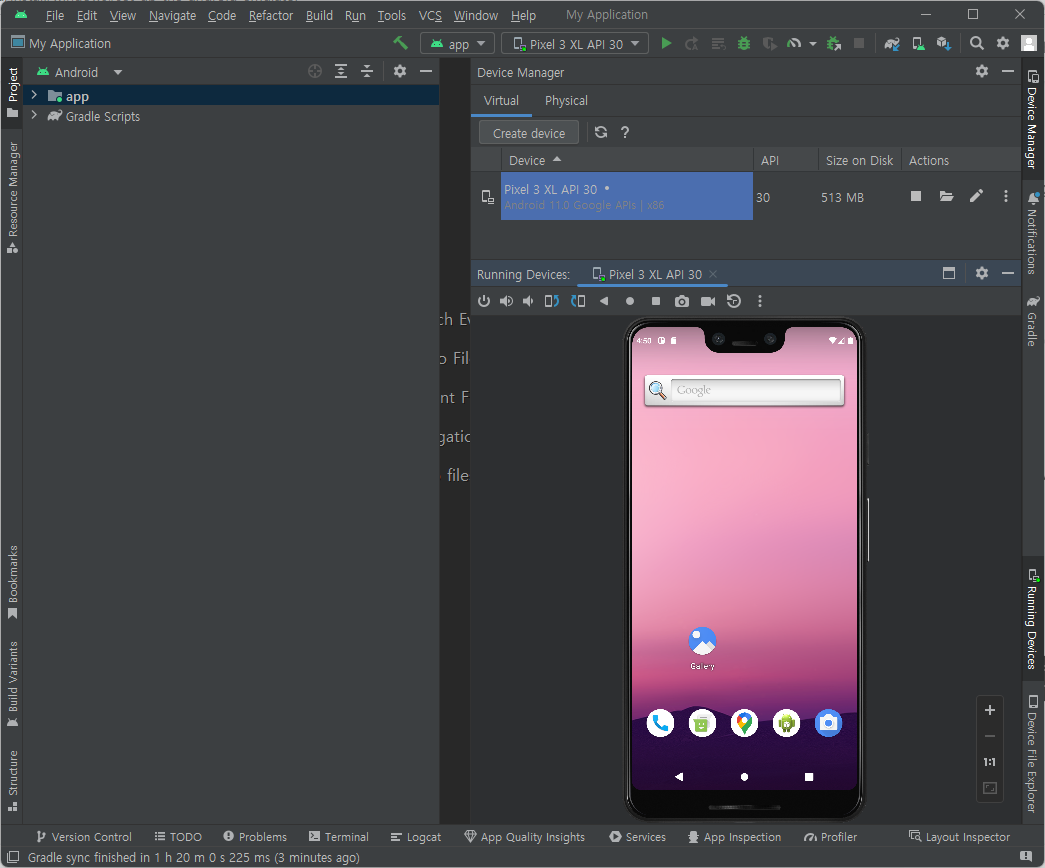 File Edit View Navigate Code Refactor Build Run Tools VCS Window Help My Application
My Application app Pixel 3 XL API 30
Project
Android
app
Gradle Scripts
Resource Manager
Bookmarks
Build Variants
Structure
Device Manager
Virtual Physical
Create device ?
Device API Size on Disk Actions
Pixel 3 XL API 30 •
Android 11.0 Google APIs | x86
30 513 MB
Running Devices: Pixel 3 XL API 30
ch Ev
o Fil
nt F
gatio
file
4:50
Google
Gallery
1:1
Device Manager
Notifications
Gradle
Running Devices
Device File Explorer
Version Control TODO Problems Terminal Logcat App Quality Insights Services App Inspection Profiler Layout Inspector
Gradle sync finished in 1 h 20 m 0 s 225 ms (3 minutes ago)